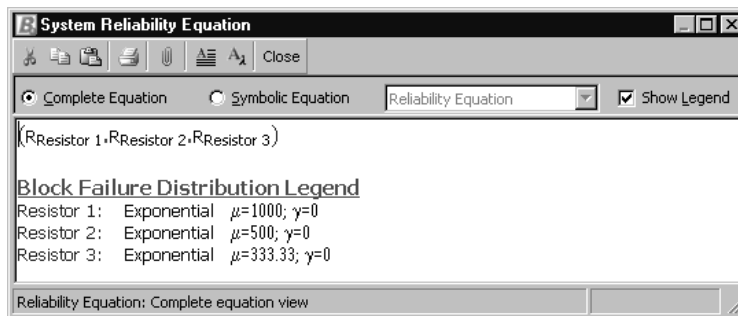 System Reliability Equation
Close
Complete Equation Symbolic Equation Reliability Equation Show Legend
(RResistor 1.RResistor 2.RResistor 3)
Block Failure Distribution Legend
Resistor 1: Exponential μ=1000; γ=0
Resistor 2: Exponential μ=500; γ=0
Resistor 3: Exponential μ=333.33; γ=0
Reliability Equation: Complete equation view